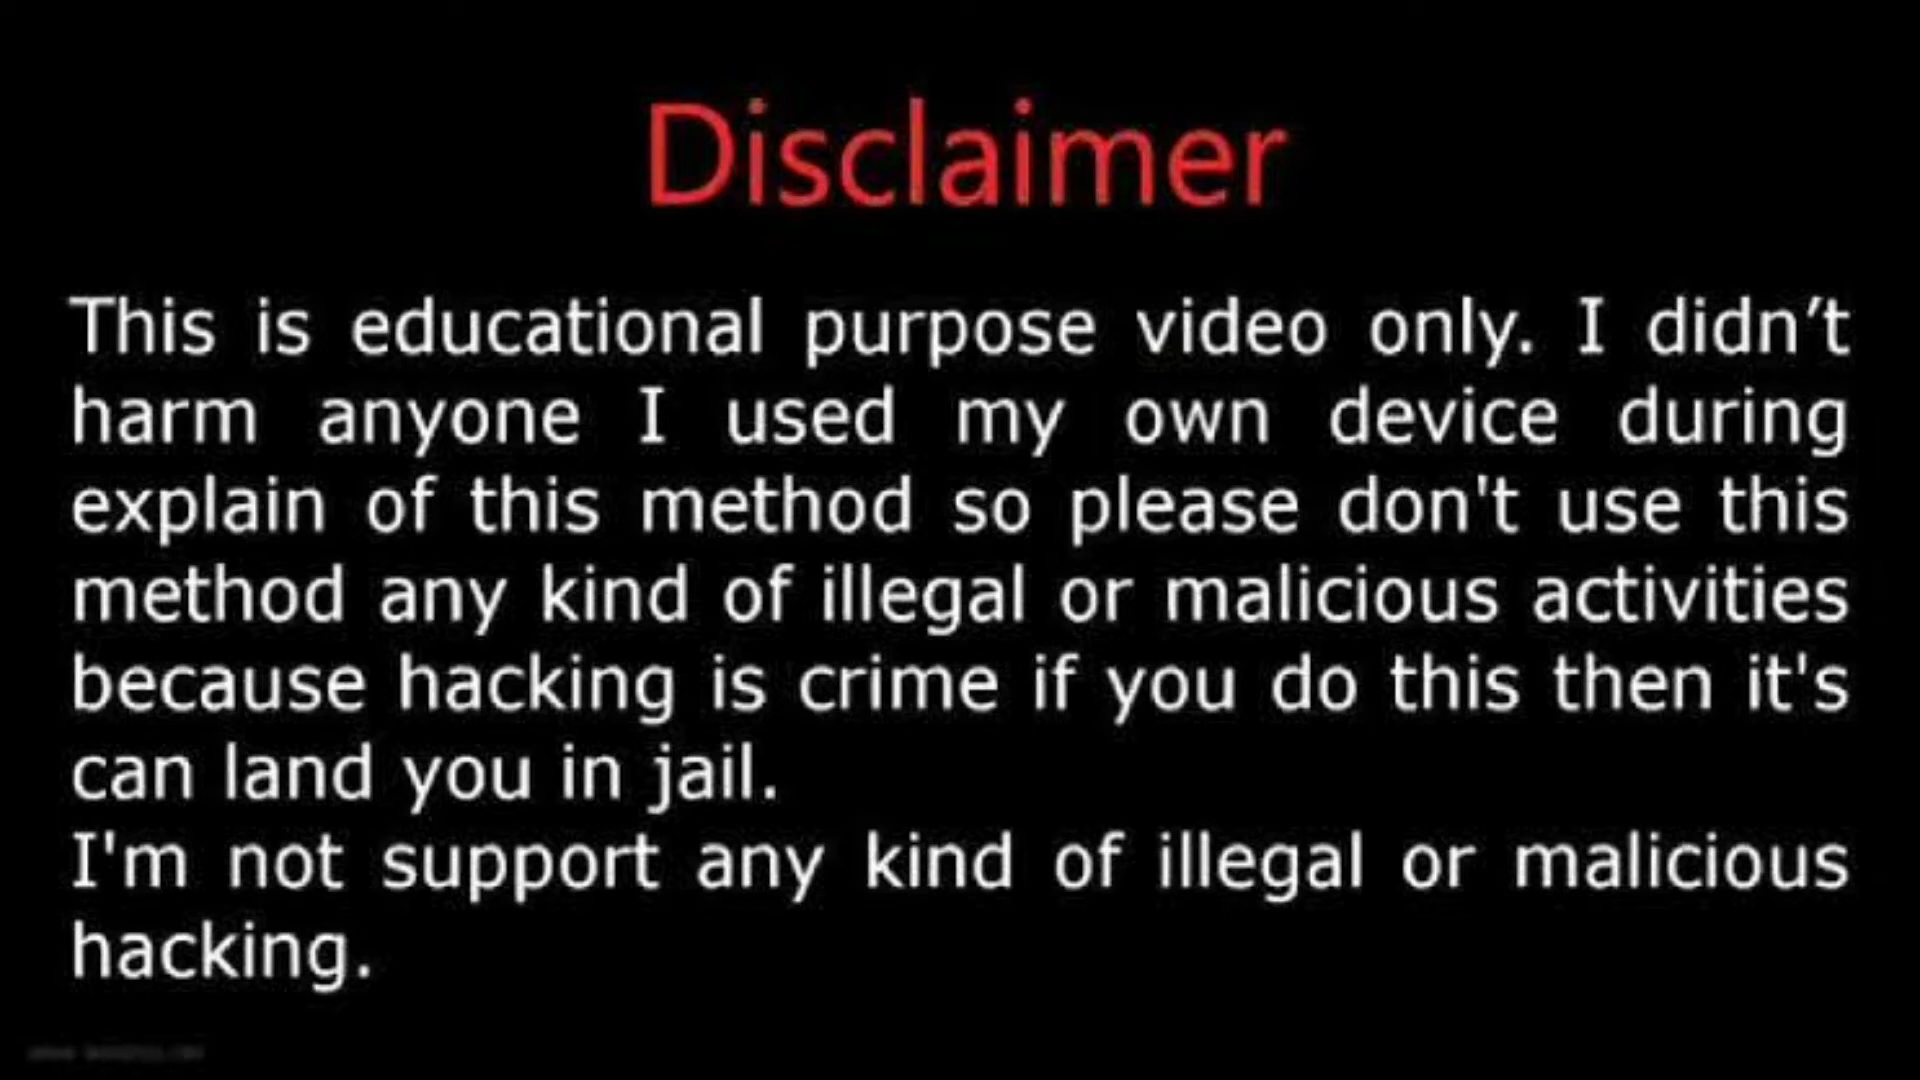 Disclaimer
This is educational purpose video only. I didn’t
harm anyone I used my own device during
explain of this method so please don't use this
method any kind of illegal or malicious activities
because hacking is crime if you do this then it's
can land you in jail.
I'm not support any kind of illegal or malicious
hacking.